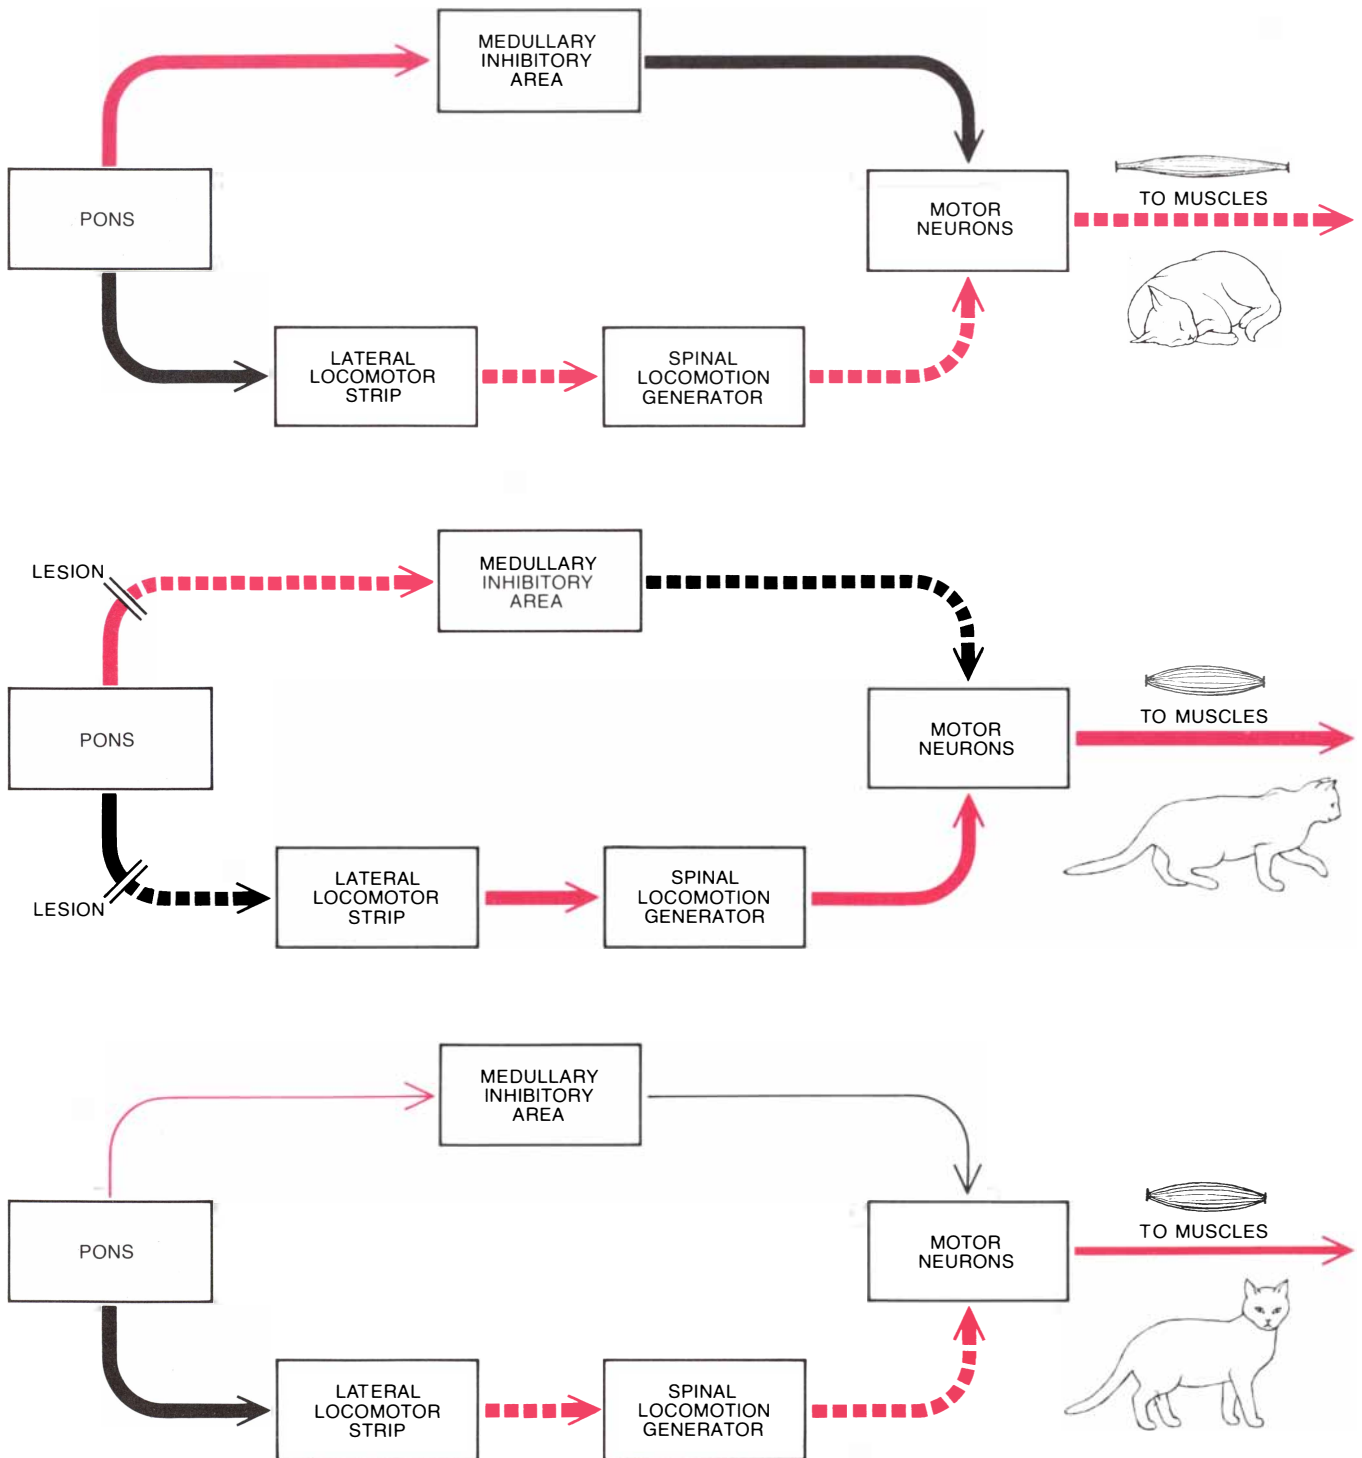 MEDULLARY
INHIBITORY
AREA
PONS
MOTOR
NEURONS
TO MUSCLES
LATERAL
LOCOMOTOR
STRIP
SPINAL
LOCOMOTION
GENERATOR
LESION
MEDULLARY
INHIBITORY
AREA
PONS
MOTOR
NEURONS
TO MUSCLES
LESION
LATERAL
LOCOMOTOR
STRIP
SPINAL
LOCOMOTION
GENERATOR
MEDULLARY
INHIBITORY
AREA
PONS
MOTOR
NEURONS
TO MUSCLES
LATERAL
LOCOMOTOR
STRIP
SPINAL
LOCOMOTION
GENERATOR